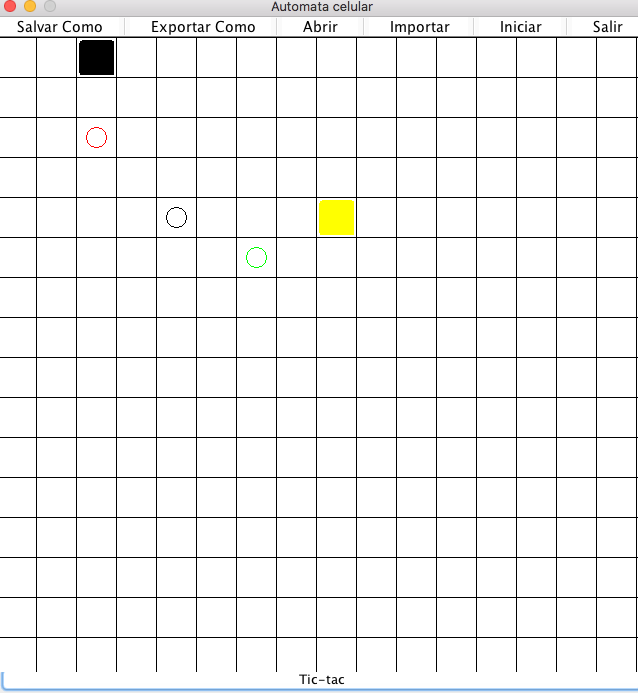 Automata celular
Salvar Como Exportar Como Abrir Importar Iniciar Salir
Tic-tac